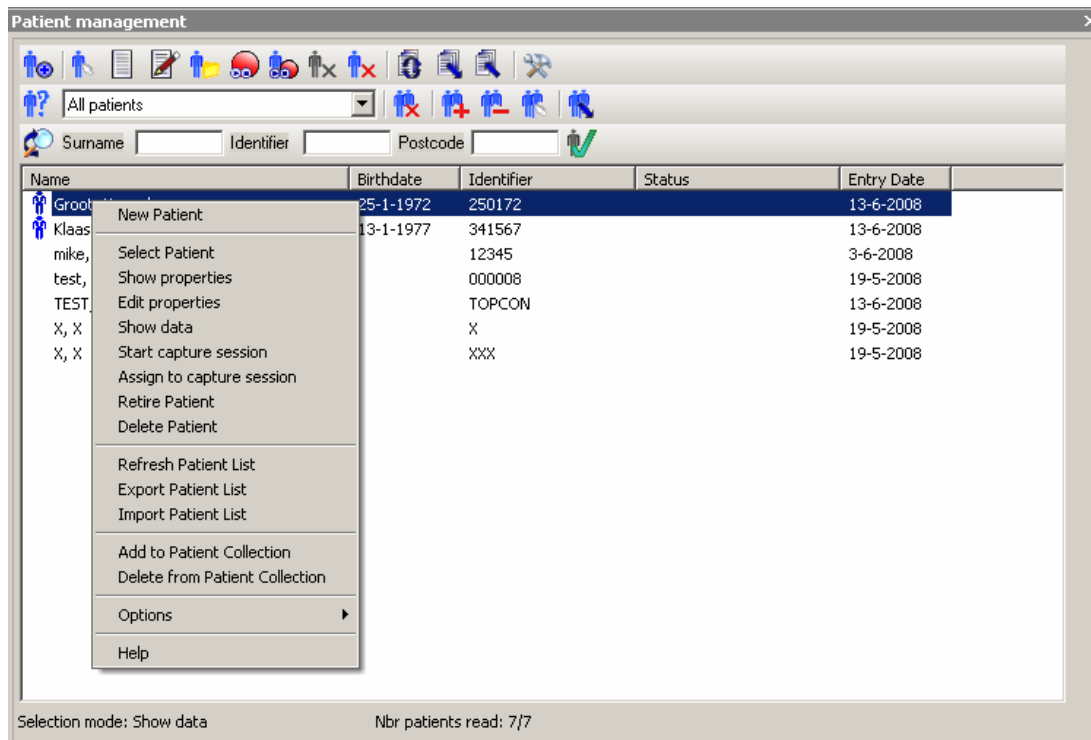 Patient management
All patients
Surname Identifier Postcode
Name Birthdate Identifier Status Entry Date
Groot 25-1-1972 250172 13-6-2008
Klaas 13-1-1977 341567 13-6-2008
mike, 12345 3-6-2008
test, 000008 19-5-2008
TEST_ TOPCON 13-6-2008
X, X X 19-5-2008
X, X XXX 19-5-2008
New Patient
Select Patient
Show properties
Edit properties
Show data
Start capture session
Assign to capture session
Retire Patient
Delete Patient
Refresh Patient List
Export Patient List
Import Patient List
Add to Patient Collection
Delete from Patient Collection
Options
Help
Selection mode: Show data Nbr patients read: 7/7